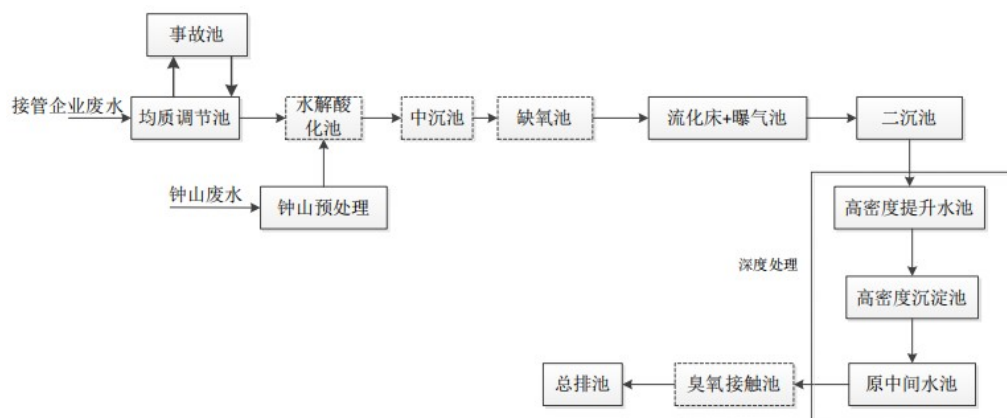 事故池
接管企业废水
均质调节池
水解酸
化池
中沉池
缺氧池
流化床+曝气池
二沉池
钟山废水
钟山预处理
高密度提升水池
深度处理
高密度沉淀池
总排池
臭氧接触池
原中间水池